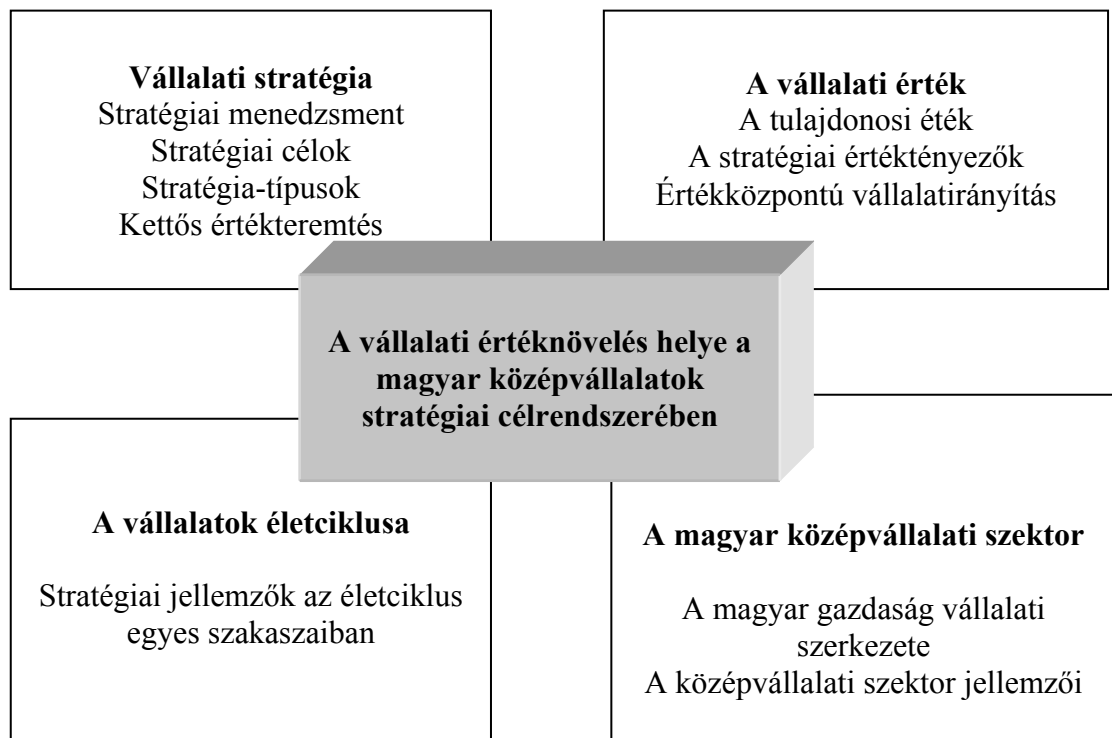 Vállalati stratégia
Stratégiai menedzsment
Stratégiai célok
Stratégia-típusok
Kettős értékteremtés
A vállalati érték
A tulajdonosi éték
A stratégiai értéktényezők
Értékközpontú vállalatirányítás
A vállalati értéknövelés helye a
magyar középvállalatok
stratégiai célrendszerében
A vállalatok életciklusa
Stratégiai jellemzők az életciklus
egyes szakaszaiban
A magyar középvállalati szektor
A magyar gazdaság vállalati
szerkezete
A középvállalati szektor jellemzői